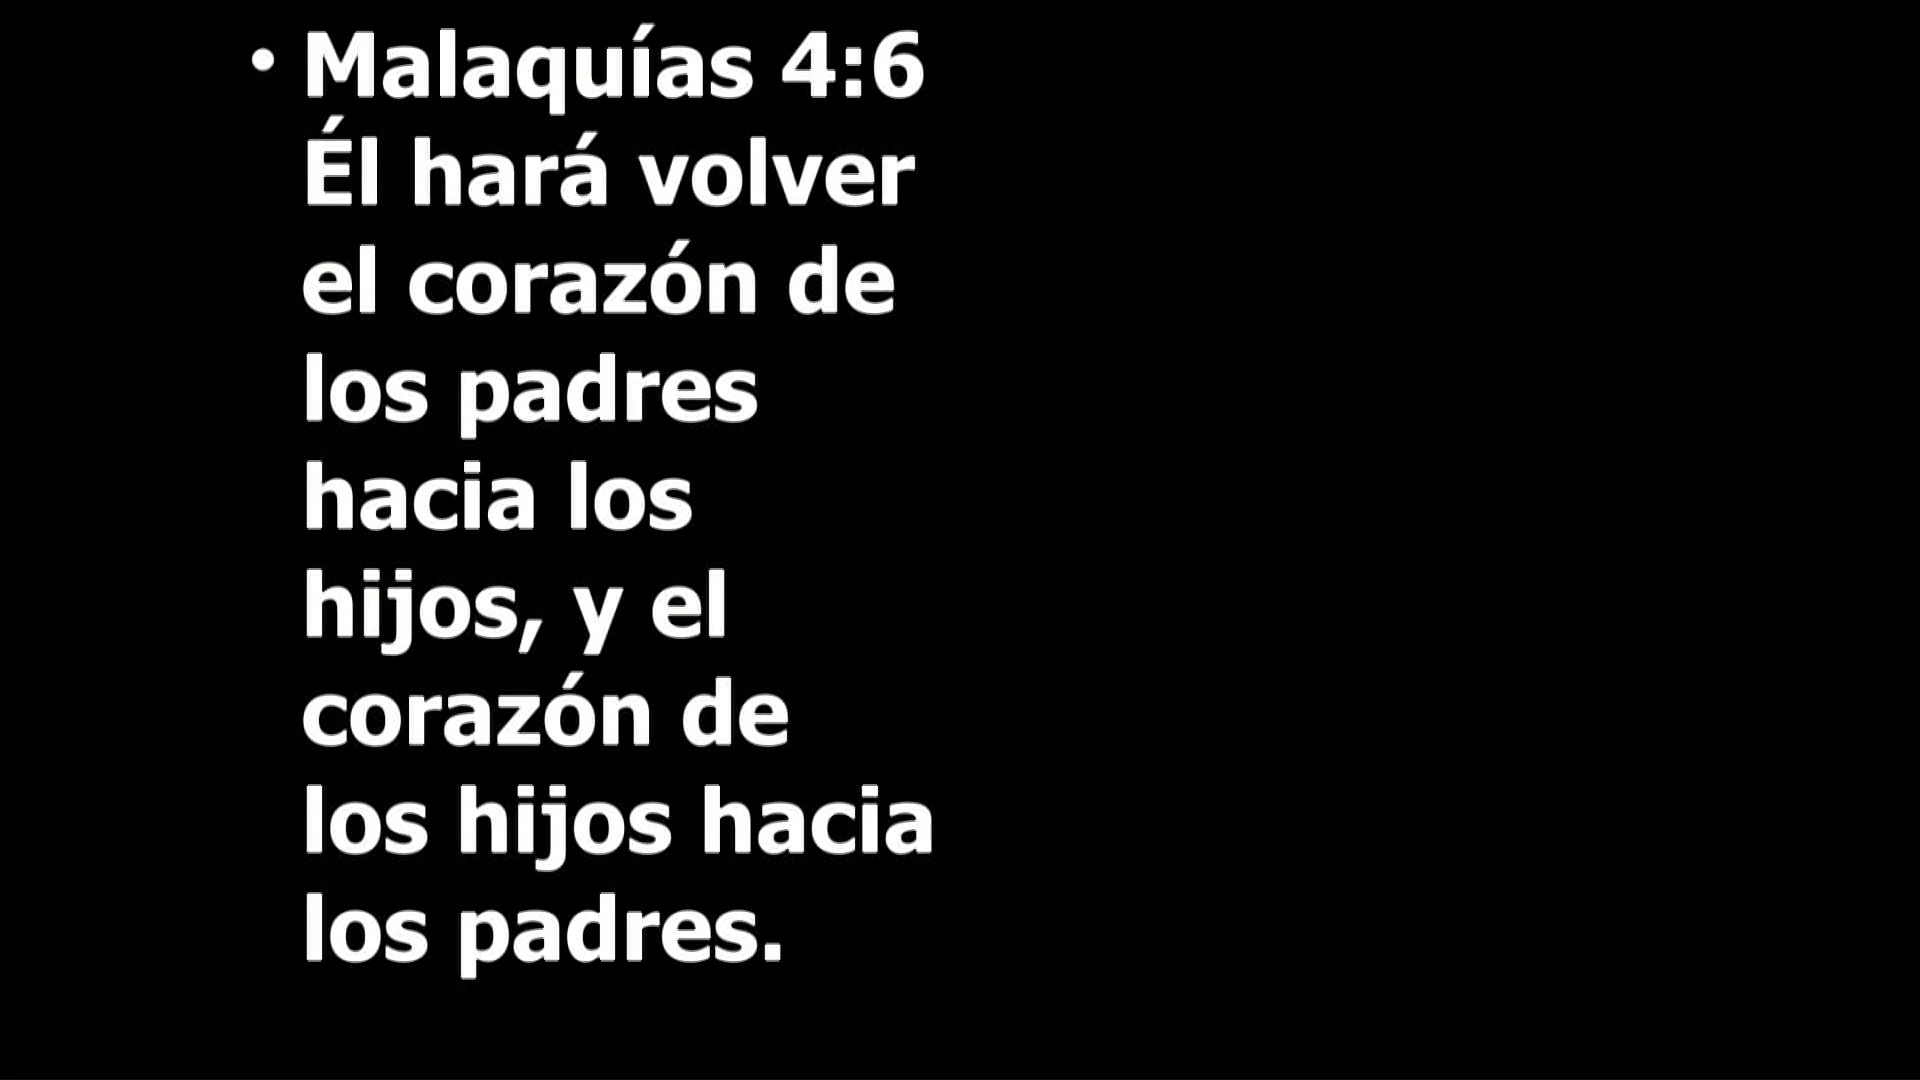 • Malaquías 4:6
Él hará volver
el corazón de
los padres
hacia los
hijos, y el
corazón de
los hijos hacia
los padres.